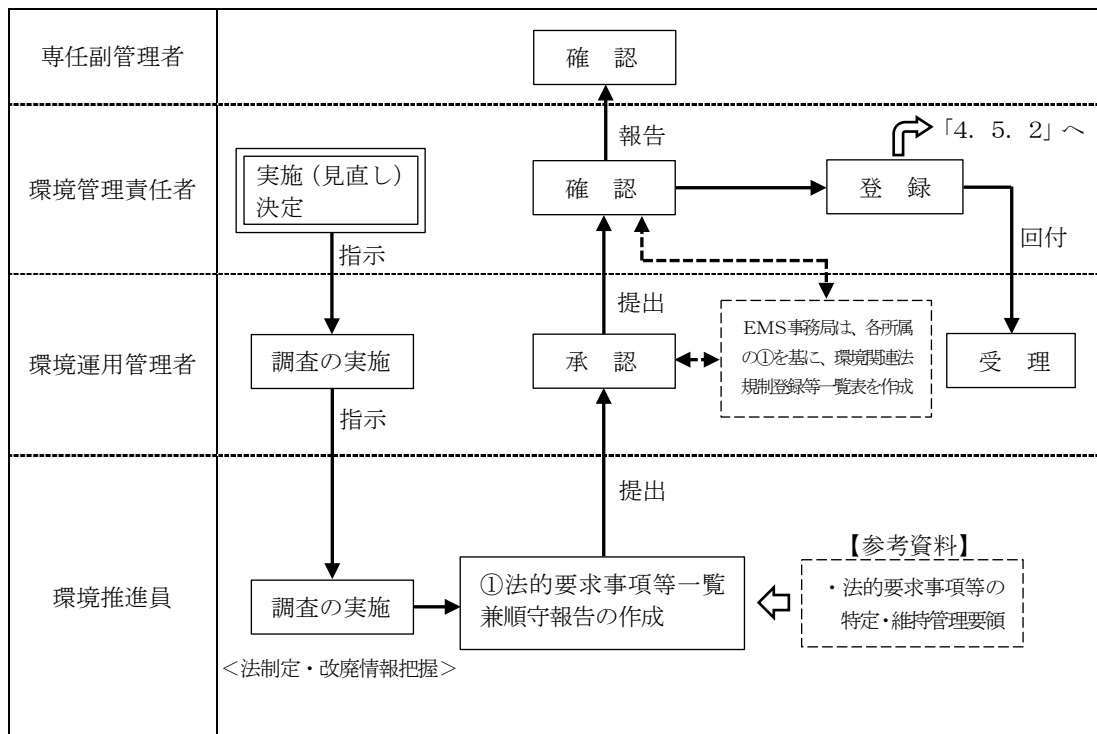 専任副管理者
確 認
報告
「4. 5. 2」へ
環境管理責任者
実施（見直し）
決定
確 認
登 録
指示
回付
提出
環境運用管理者
調査の実施
承 認
EMS事務局は、各所属
の①を基に、環境関連法
規制登録等一覧表を作成
受 理
指示
提出
【参考資料】
環境推進員
調査の実施
①法的要求事項等一覧
兼順守報告の作成
・法的要求事項等の
特定・維持管理要領
＜法制定・改廃情報把握＞